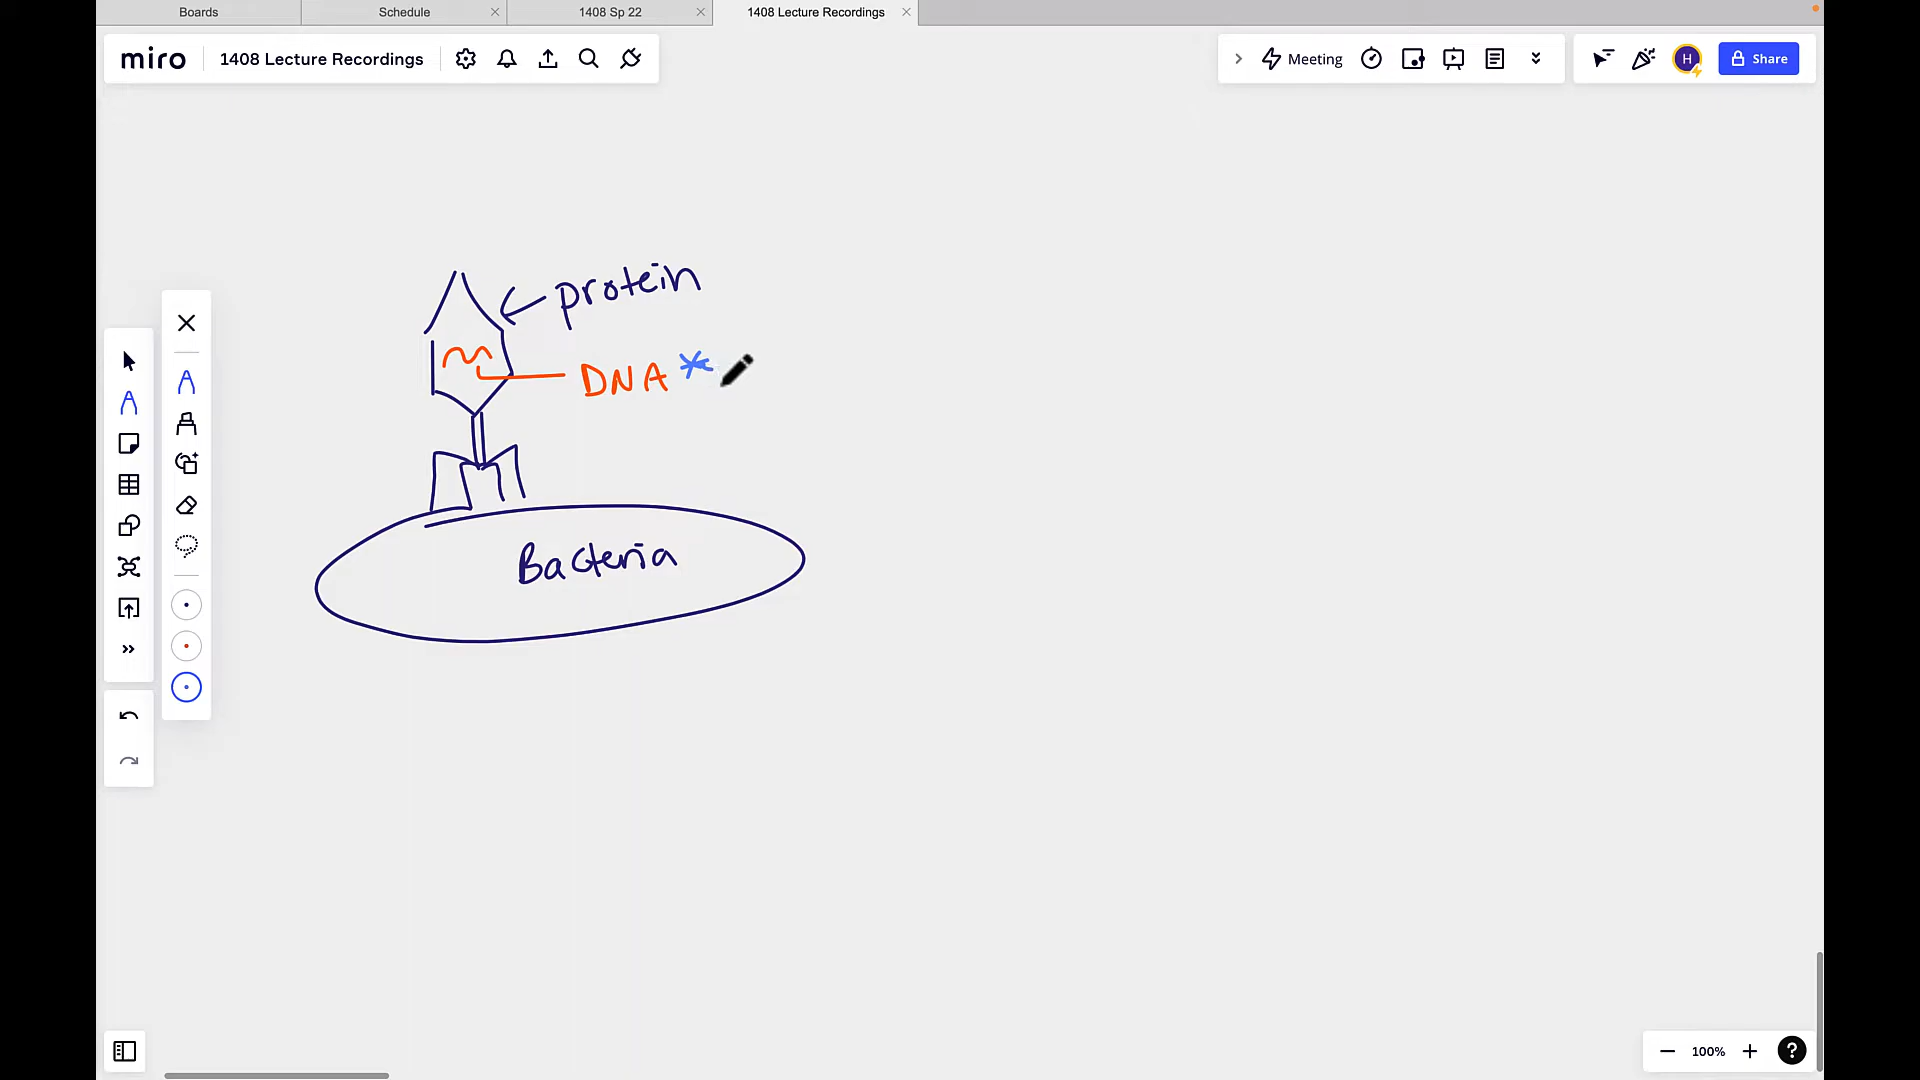 Boards Schedule 1408 Sp 22 1408 Lecture Recordings
miro 1408 Lecture Recordings Meeting H Share
protein
DNA *
Bacteria
100% ?